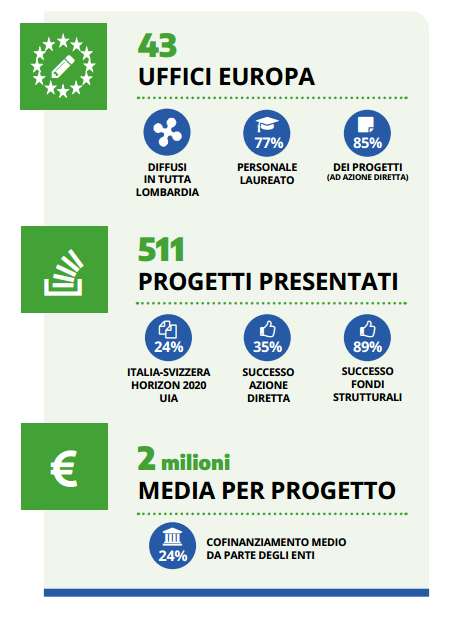 43
UFFICI EUROPA
DIFFUSI
IN TUTTA
LOMBARDIA
77%
PERSONALE
LAUREATO
85%
DEI PROGETTI
(AD AZIONE DIRETTA)
511
PROGETTI PRESENTATI
24%
ITALIA-SVIZZERA
HORIZON 2020
UIA
35%
SUCCESSO
AZIONE
DIRETTA
89%
SUCCESSO
FONDI
STRUTTURALI
€
2 milioni
MEDIA PER PROGETTO
24%
COFINANZIAMENTO MEDIO
DA PARTE DEGLI ENTI